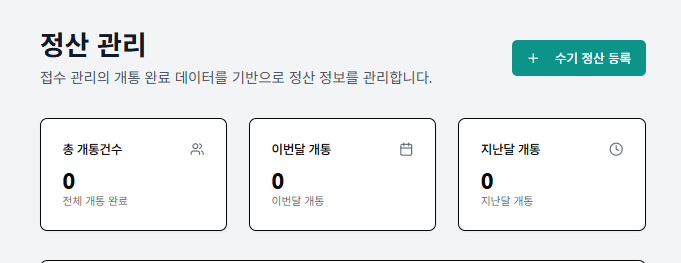 정산 관리
접수 관리의 개통 완료 데이터를 기반으로 정산 정보를 관리합니다.
+ 수기 정산 등록
총 개통건수
0
전체 개통 완료
이번달 개통
0
이번달 개통
지난달 개통
0
지난달 개통